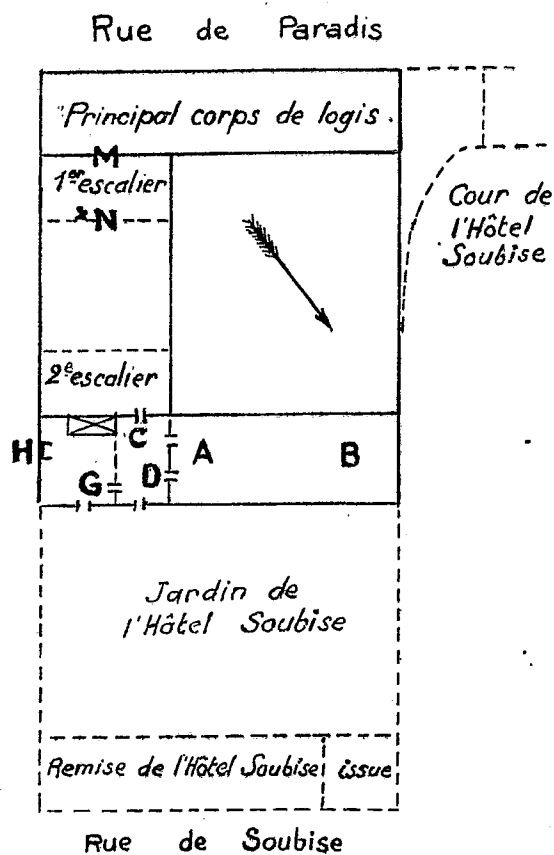 Rue de Paradis
Principal corps de logis.
M
1er escalier
N
Cour de
l'Hôtel
Soubise
2e escalier
H
C
A
B
G
D
Jardin de
l'Hôtel Soubise
Remise de l'Hôtel Soubise
issue
Rue de Soubise